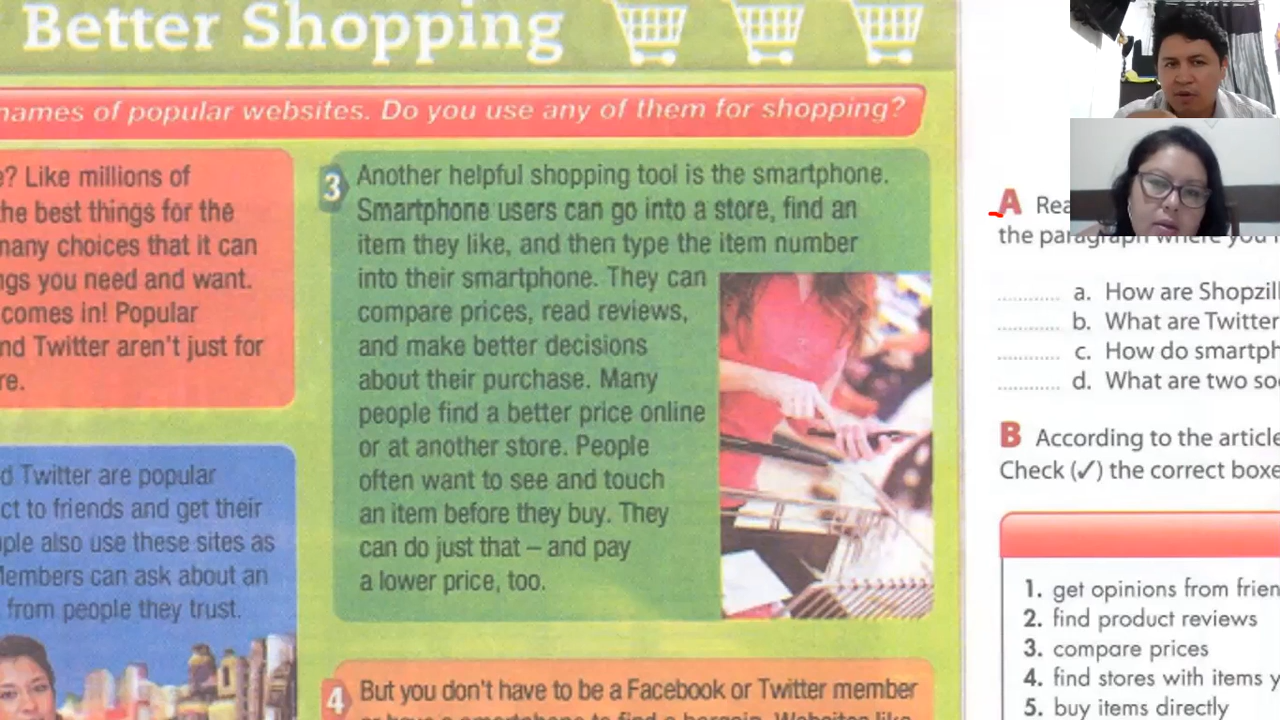 Better Shopping
names of popular websites. Do you use any of them for shopping?
e? Like millions of
the best things for the
many choices that it can
ngs you need and want.
comes in! Popular
nd Twitter aren't just for
re.
d Twitter are popular
ct to friends and get their
ople also use these sites as
Members can ask about an
from people they trust.
3 Another helpful shopping tool is the smartphone.
Smartphone users can go into a store, find an
item they like, and then type the item number
into their smartphone. They can
compare prices, read reviews,
and make better decisions
about their purchase. Many
people find a better price online
or at another store. People
often want to see and touch
an item before they buy. They
can do just that – and pay
a lower price, too.
4 But you don't have to be a Facebook or Twitter member
or have a smartphone to find a bargain. Websites like
A Rea
the paragraph where you
a. How are Shopzill
b. What are Twitter
c. How do smartph
d. What are two so
B According to the article
Check (✓) the correct boxe
1. get opinions from frien
2. find product reviews
3. compare prices
4. find stores with items y
5. buy items directly